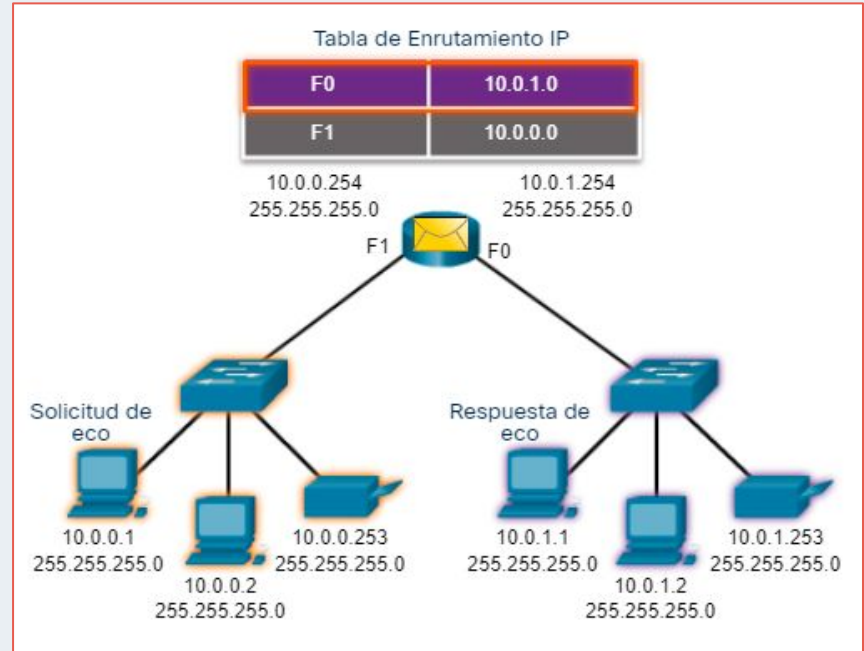 Tabla de Enrutamiento IP
F0 10.0.1.0
F1 10.0.0.0
10.0.0.254
255.255.255.0
10.0.1.254
255.255.255.0
F1
F0
Solicitud de
eco
10.0.0.1
255.255.255.0
10.0.0.2
255.255.255.0
10.0.0.253
255.255.255.0
Respuesta de
eco
10.0.1.1
255.255.255.0
10.0.1.2
255.255.255.0
10.0.1.253
255.255.255.0